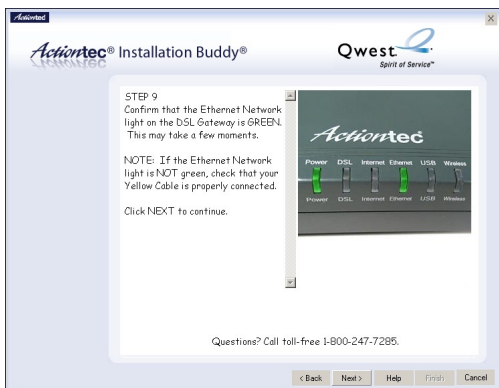 Actiontec
Actiontec® Installation Buddy®
Qwest
Spirit of Service™
STEP 9
Confirm that the Ethernet Network
light on the DSL Gateway is GREEN.
This may take a few moments.
NOTE: If the Ethernet Network
light is NOT green, check that your
Yellow Cable is properly connected.
Click NEXT to continue.
Actiontec
Power DSL Internet Ethernet USB Wireless
Power DSL Internet Ethernet USB Wireless
Questions? Call toll-free 1-800-247-7285.
< Back Next > Help Finish Cancel